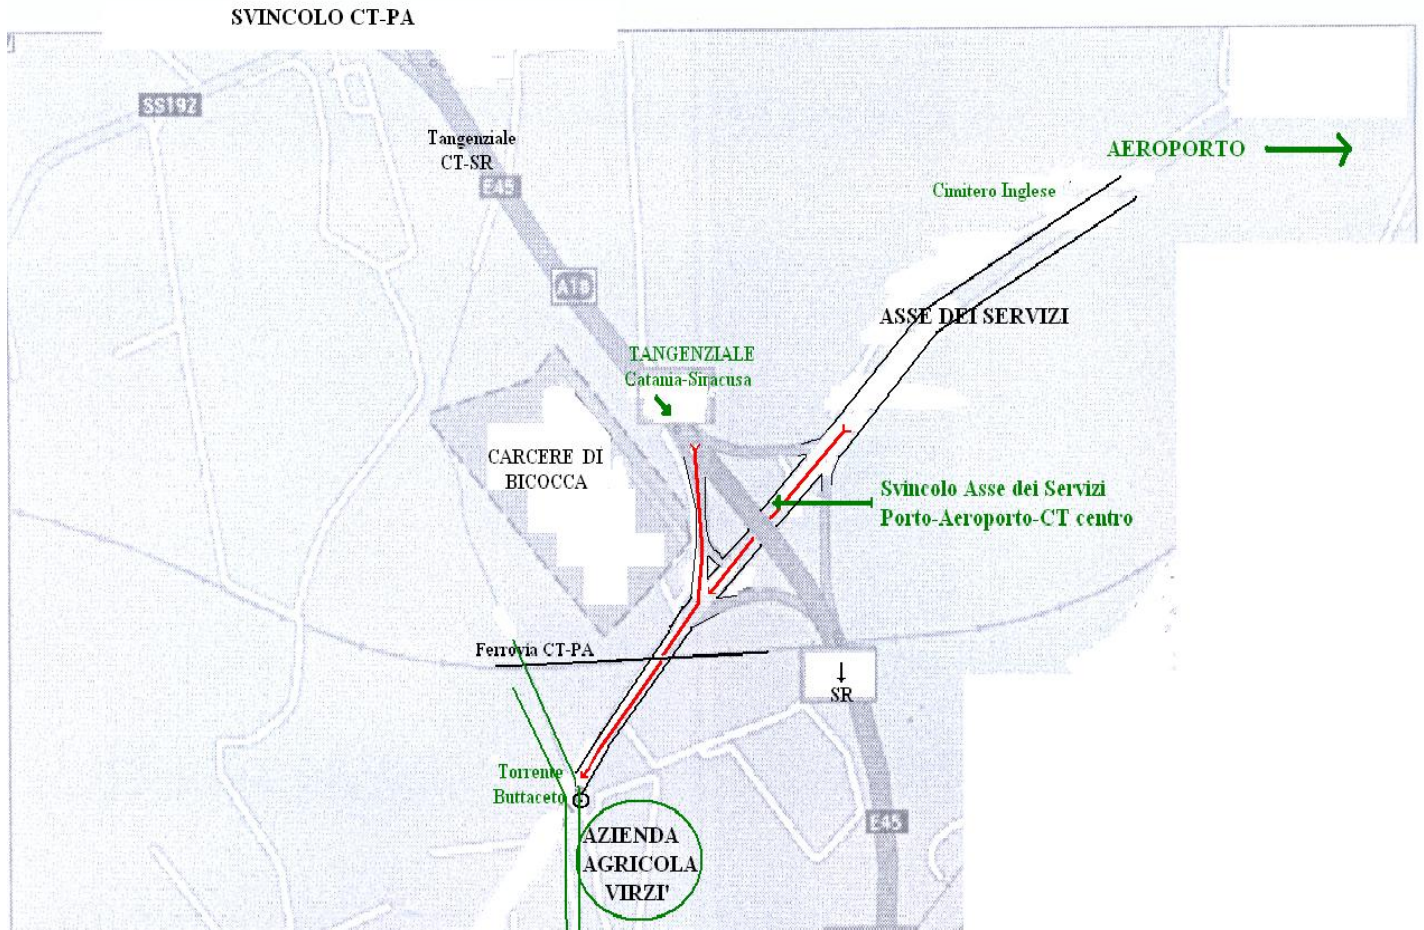 SVINCOLO CT-PA
SS192
Tangenziale
CT-SR
E45
AEROPORTO
Cimitero Inglese
ASSE DEI SERVIZI
TANGENZIALE
Catania-Siracusa
CARCERE DI
BICOCCA
Svincolo Asse dei Servizi
Porto-Aeroporto-CT centro
Ferrovia CT-PA
SR
Torrente
Buttaceto
E45
AZIENDA
AGRICOLA
VIRZI'